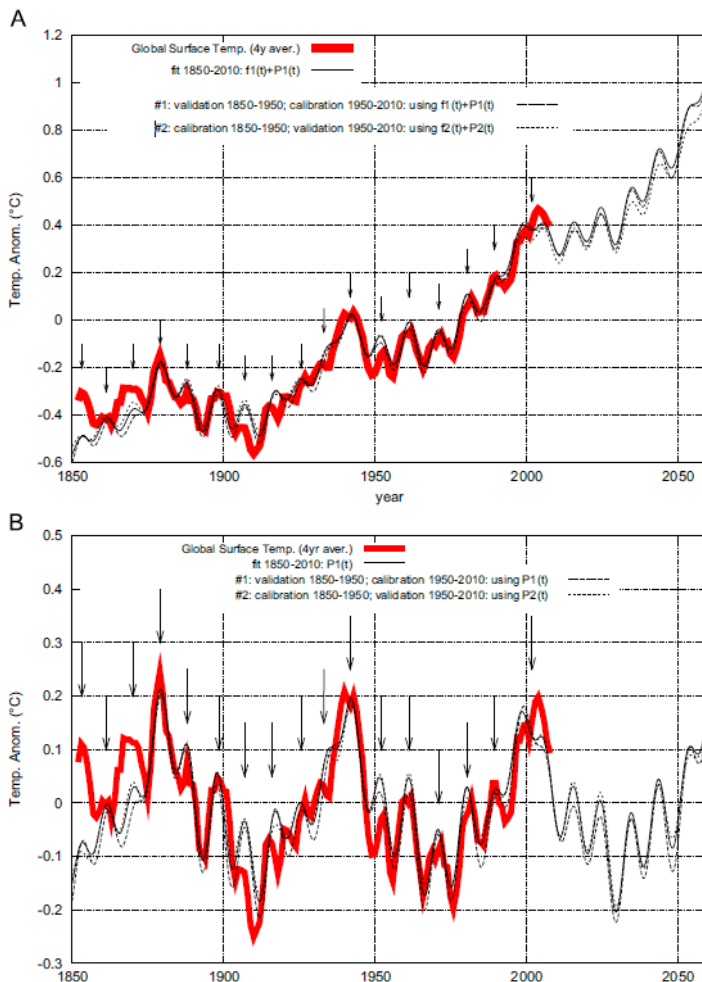 A
Global Surface Temp. (4y aver.)
fit 1850-2010: f1(t)+P1(t)
#1: validation 1850-1950; calibration 1950-2010: using f1(t)+P1(t)
#2: calibration 1850-1950; validation 1950-2010: using f2(t)+P2(t)
Temp. Anom. (°C)
1.2
1
0.8
0.6
0.4
0.2
0
-0.2
-0.4
-0.6
1850 1900 1950 2000 2050
year
B
Global Surface Temp. (4yr aver.)
fit 1850-2010: P1(t)
#1: validation 1850-1950; calibration 1950-2010: using P1(t)
#2: calibration 1850-1950; validation 1950-2010: using P2(t)
Temp. Anom. (°C)
0.5
0.4
0.3
0.2
0.1
0
-0.1
-0.2
-0.3
1850 1900 1950 2000 2050